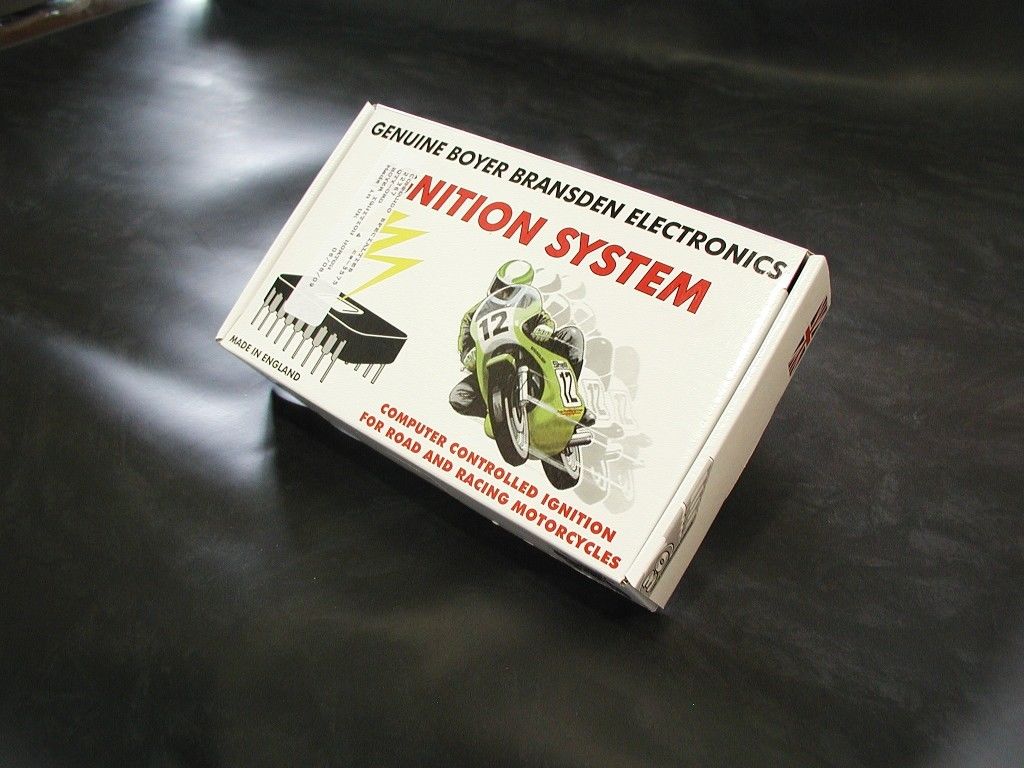 GENUINE BOYER BRANSDEN ELECTRONICS
NITION SYSTEM
12
12
MADE IN ENGLAND
COMPUTER CONTROLLED IGNITION
FOR ROAD AND RACING MOTORCYCLES